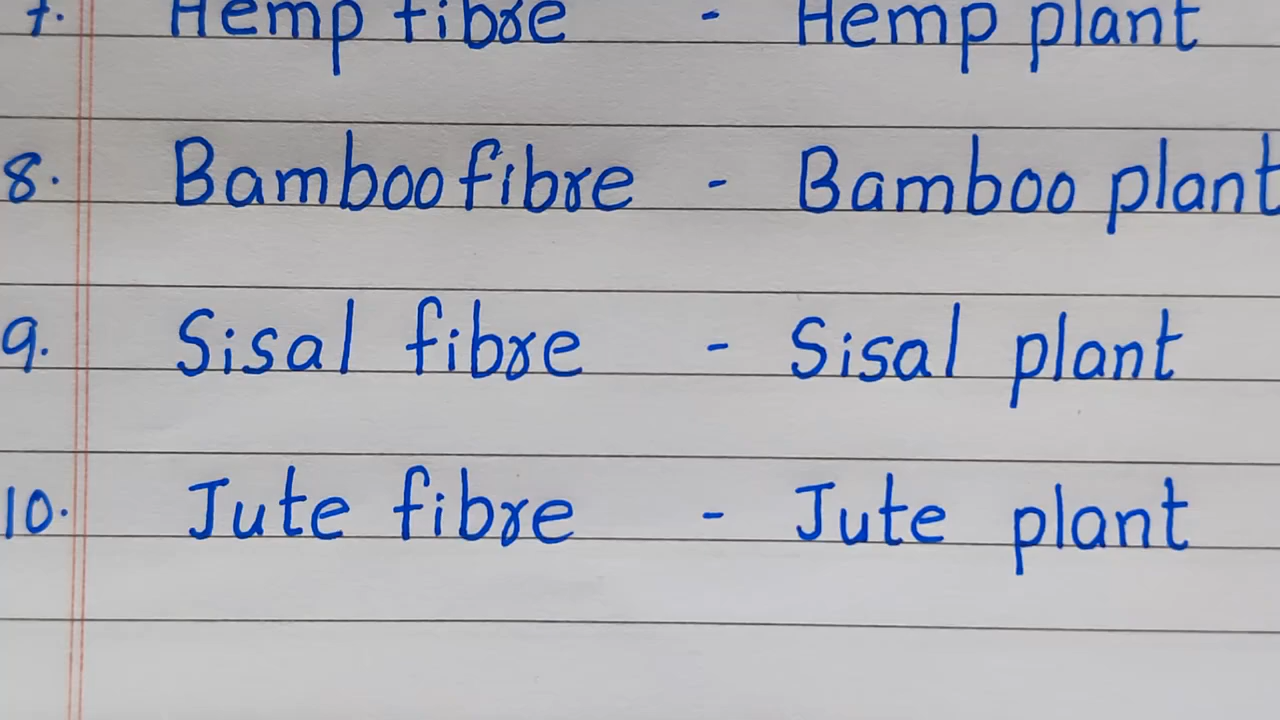 7. Hemp fibre - Hemp plant
8. Bamboo fibre - Bamboo plant
9. Sisal fibre - Sisal plant
10. Jute fibre - Jute plant